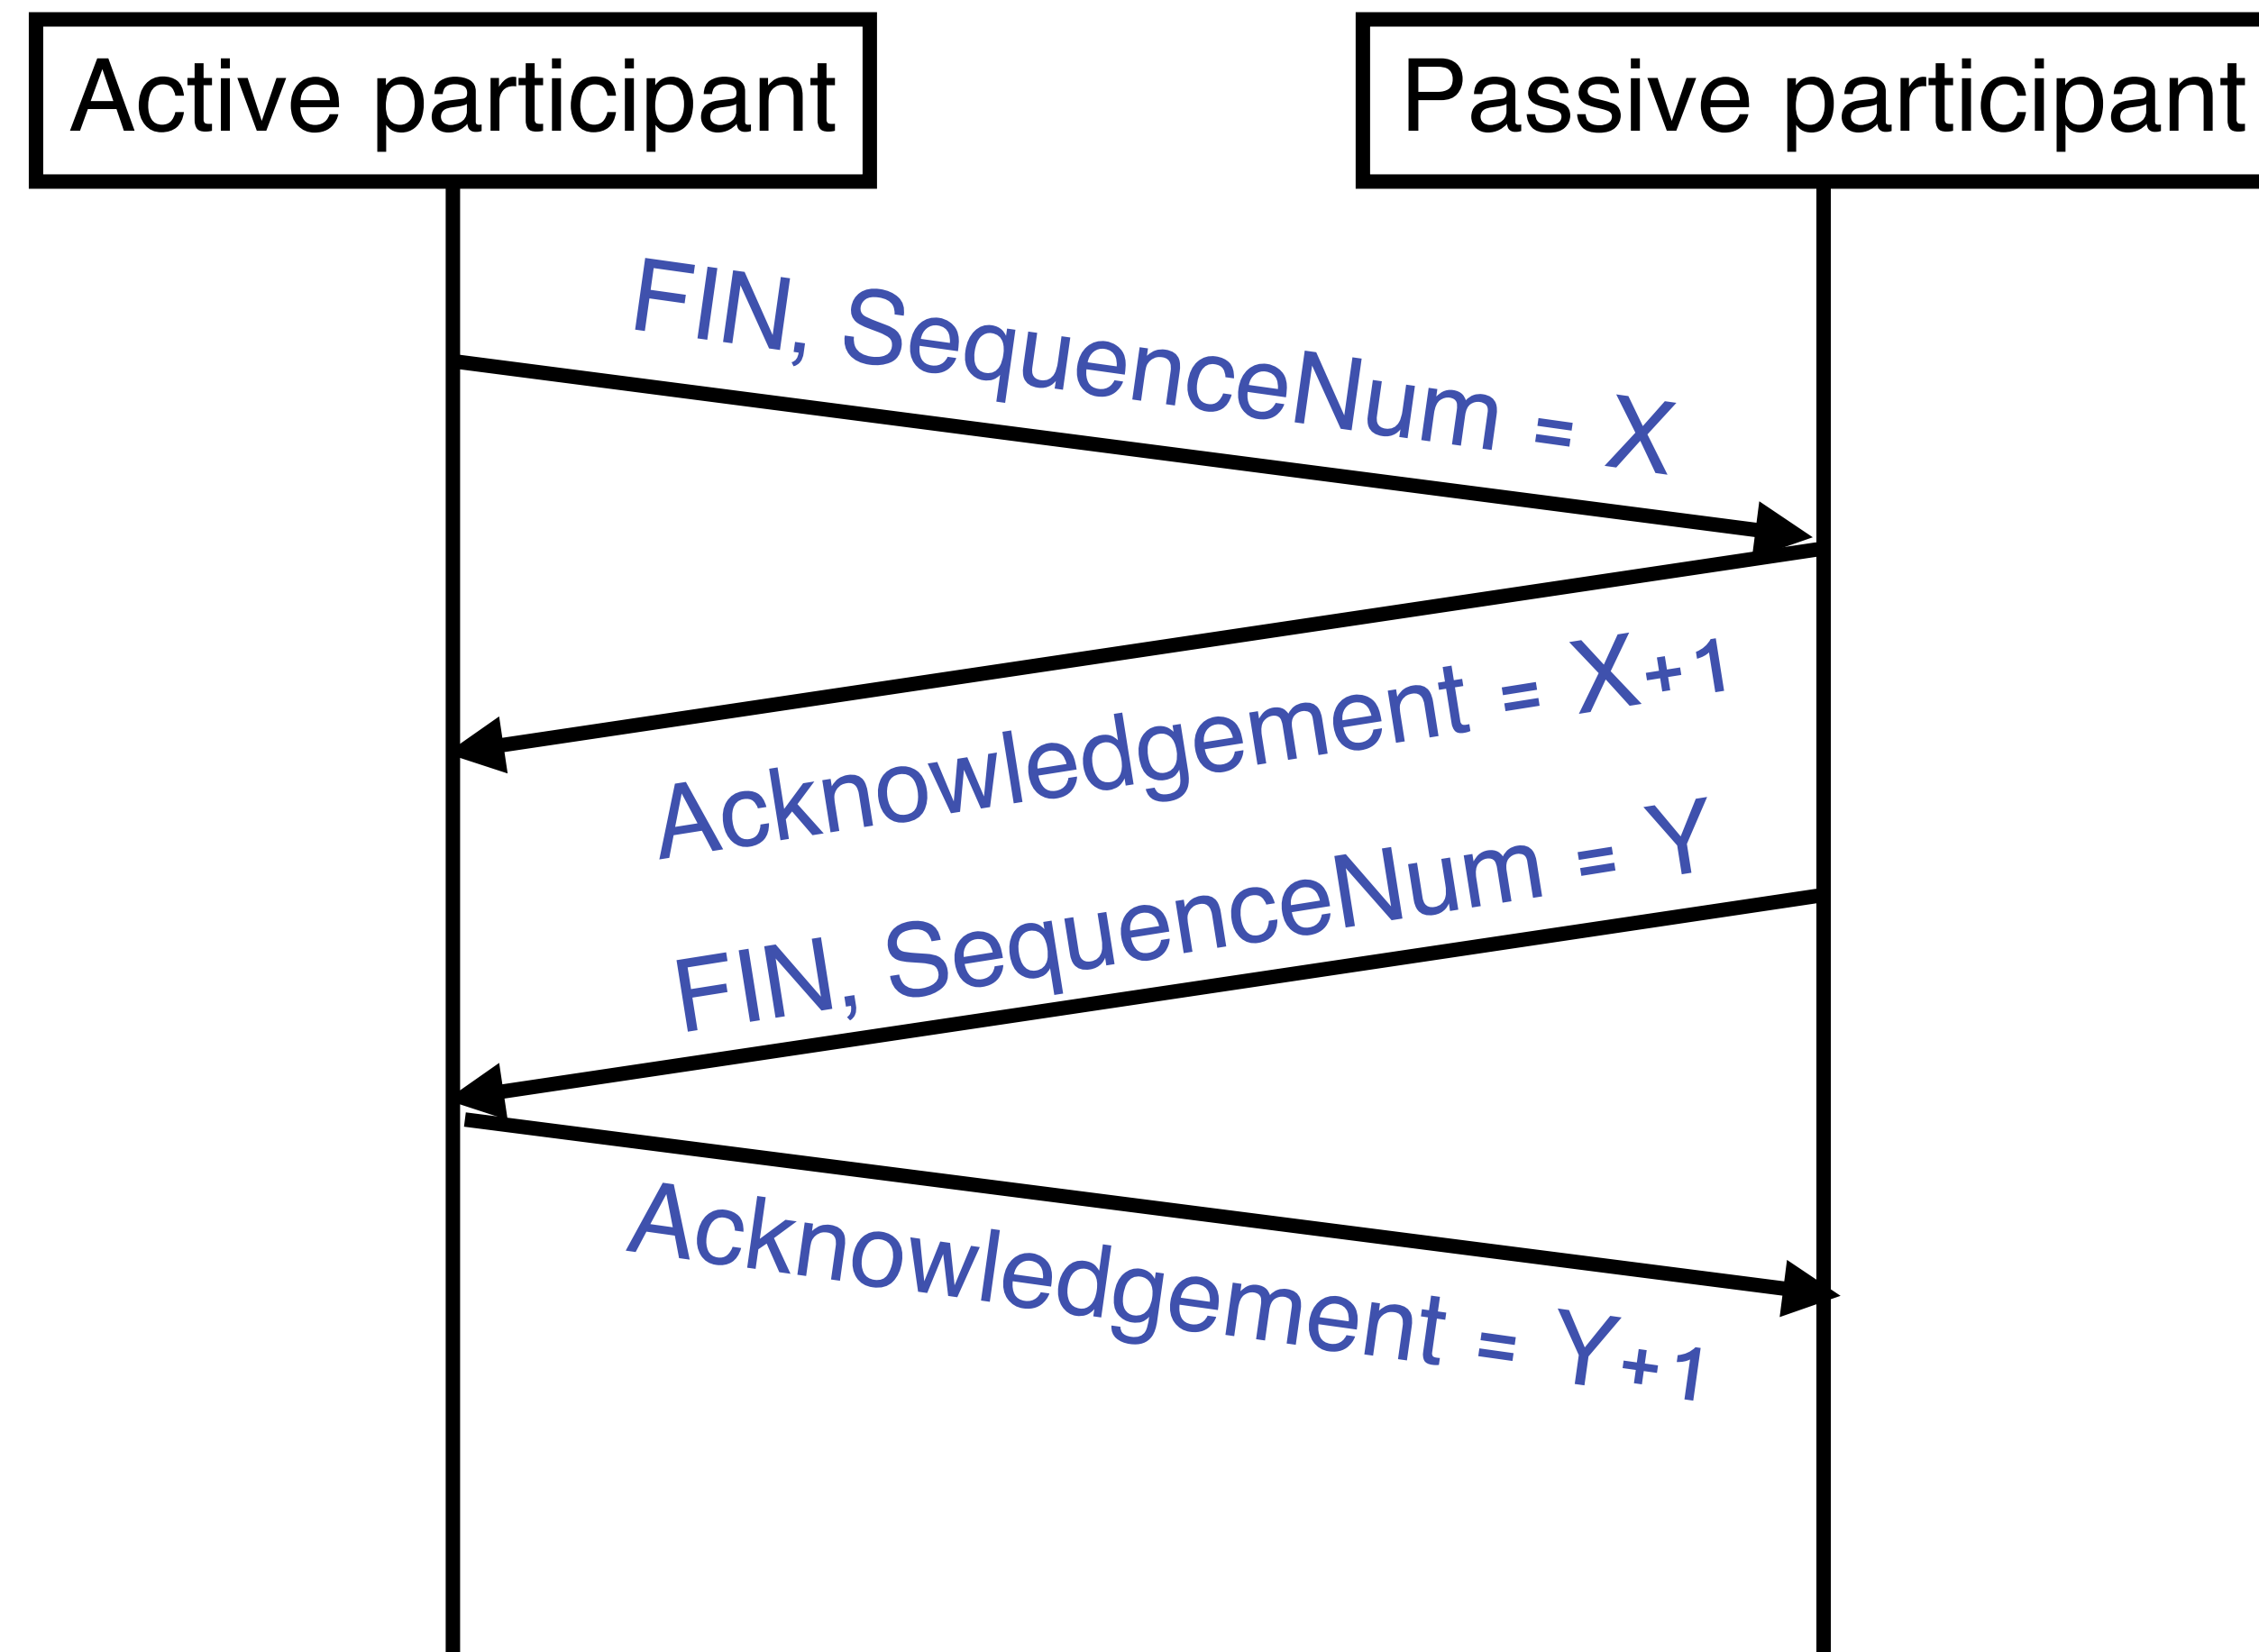 Active participant
Passive participant
FIN, SequenceNum = X
Acknowledgement = X+1
FIN, SequenceNum = Y
Acknowledgement = Y+1